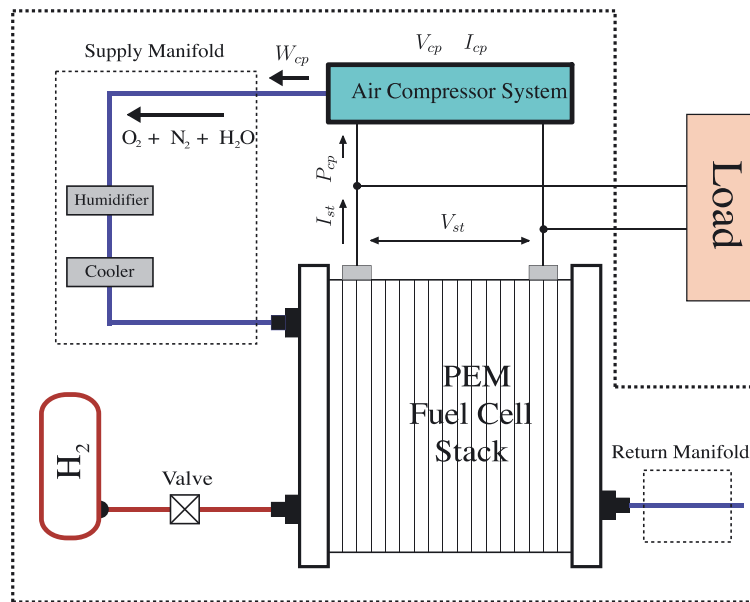 Supply Manifold
W_cp
V_cp I_cp
Air Compressor System
O₂ + N₂ + H₂O
P_cp
Humidifier
I_st
V_st
Load
Cooler
PEM
Fuel Cell
Stack
H₂
Valve
Return Manifold